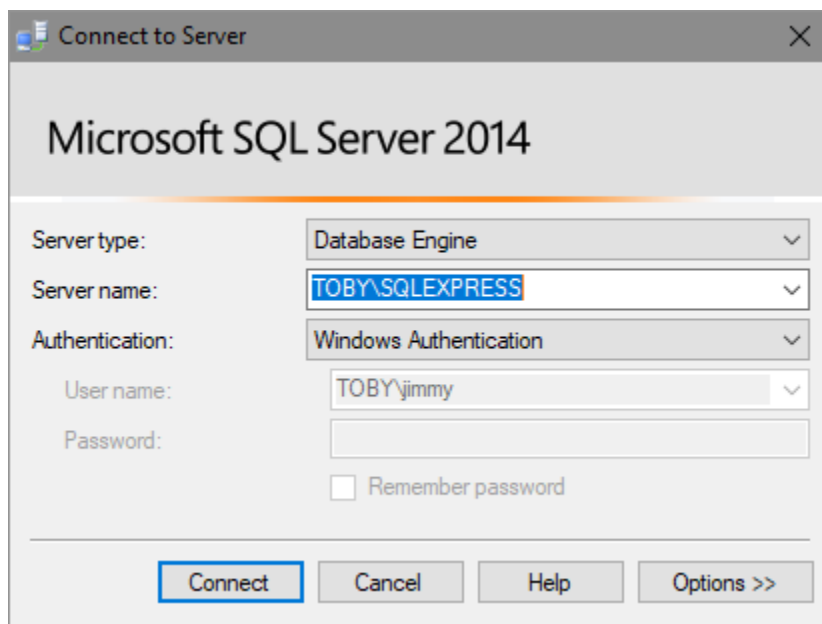 Connect to Server
Microsoft SQL Server 2014
Server type: Database Engine
Server name: TOBY\SQLEXPRESS
Authentication: Windows Authentication
User name: TOBY\jimmy
Password:
Remember password
Connect Cancel Help Options >>